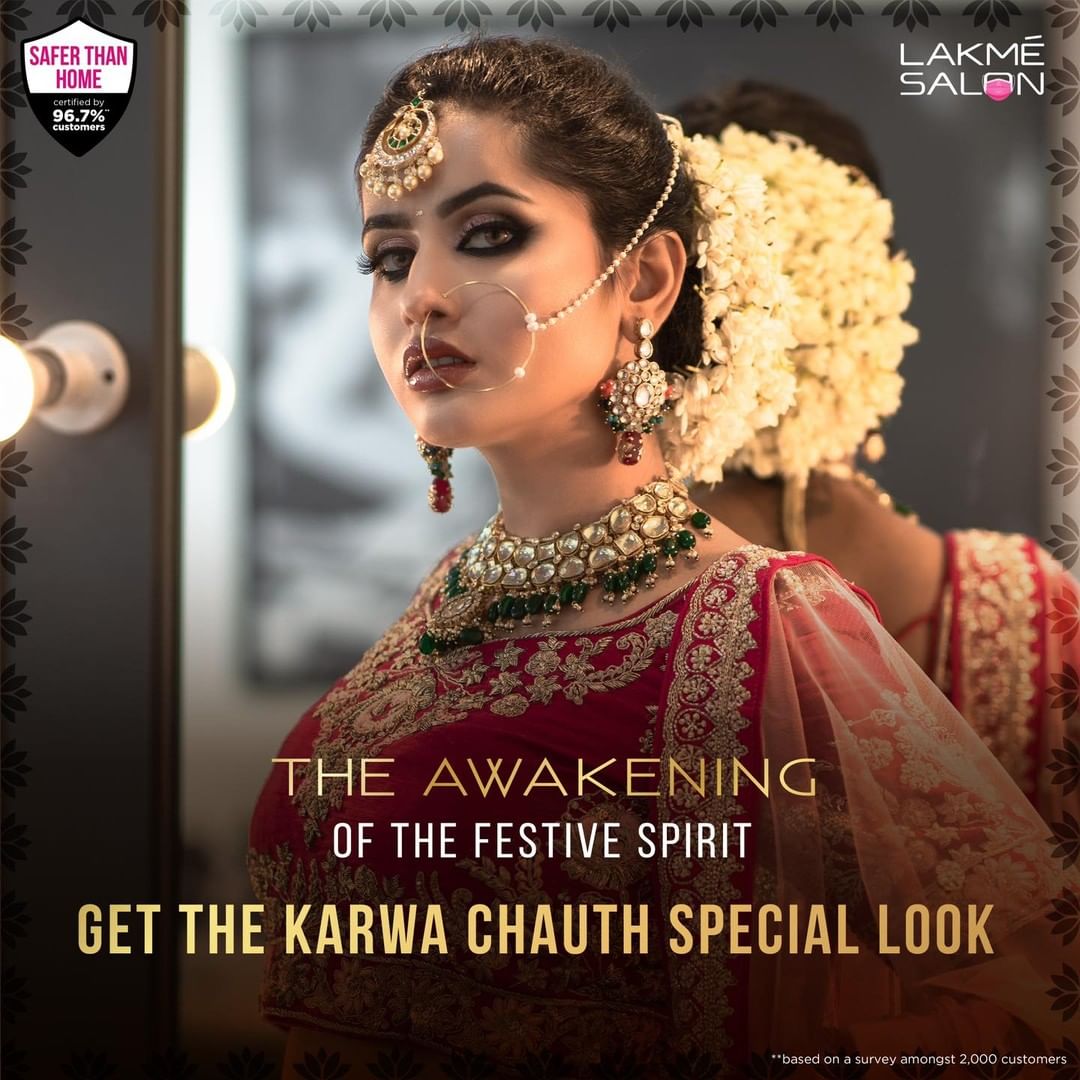 SAFER THAN
HOME
certified by
96.7%**
customers
LAKMÉ
SALON
THE AWAKENING
OF THE FESTIVE SPIRIT
GET THE KARWA CHAUTH SPECIAL LOOK
**based on a survey amongst 2,000 customers